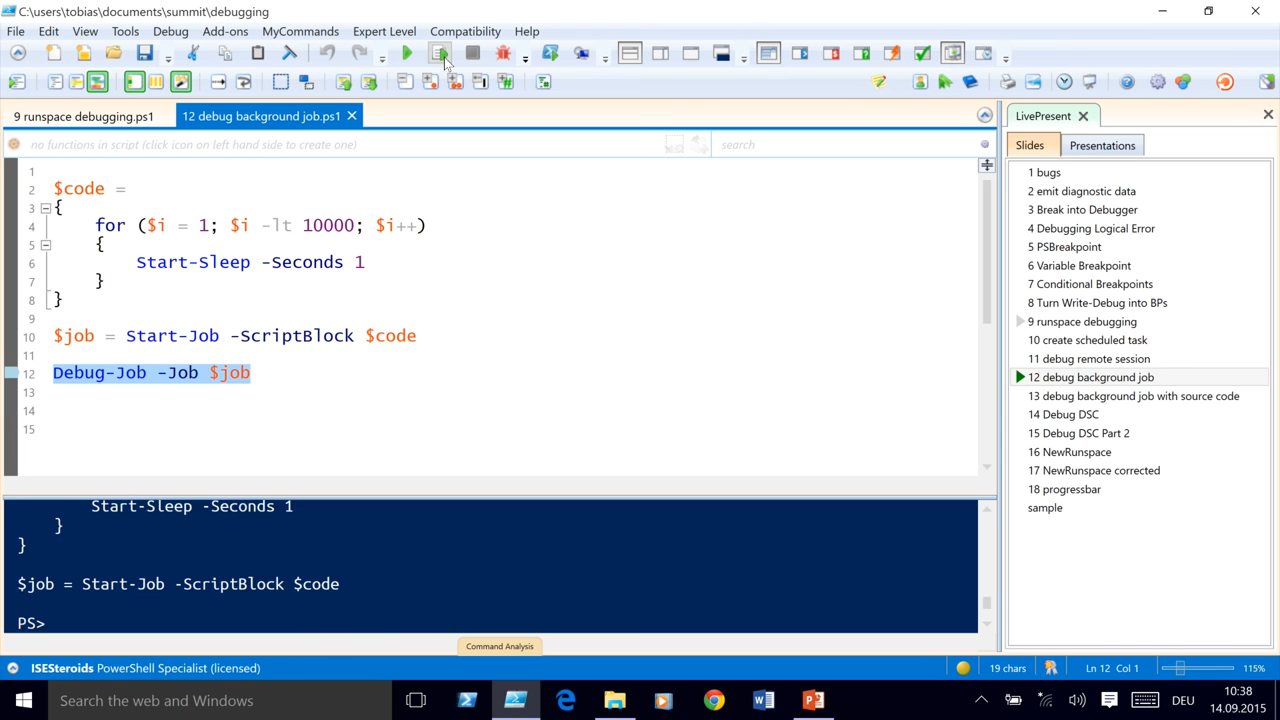 C:\users\tobias\documents\summit\debugging
File Edit View Tools Debug Add-ons MyCommands Expert Level Compatibility Help
9 runspace debugging.ps1
12 debug background job.ps1
no functions in script (click icon on left hand side to create one)
search
1
2 $code =
3 {
4 for ($i = 1; $i -lt 10000; $i++)
5 {
6 Start-Sleep -Seconds 1
7 }
8 }
9
10 $job = Start-Job -ScriptBlock $code
11
12 Debug-Job -Job $job
13
14
15
Start-Sleep -Seconds 1
}
}
$job = Start-Job -ScriptBlock $code
PS>
Command Analysis
LivePresent
Slides
Presentations
1 bugs
2 emit diagnostic data
3 Break into Debugger
4 Debugging Logical Error
5 PSBreakpoint
6 Variable Breakpoint
7 Conditional Breakpoints
8 Turn Write-Debug into BPs
9 runspace debugging
10 create scheduled task
11 debug remote session
12 debug background job
13 debug background job with source code
14 Debug DSC
15 Debug DSC Part 2
16 NewRunspace
17 NewRunspace corrected
18 progressbar
sample
ISESteroids PowerShell Specialist (licensed)
19 chars
Ln 12 Col 1
115%
Search the web and Windows
DEU
10:38
14.09.2015